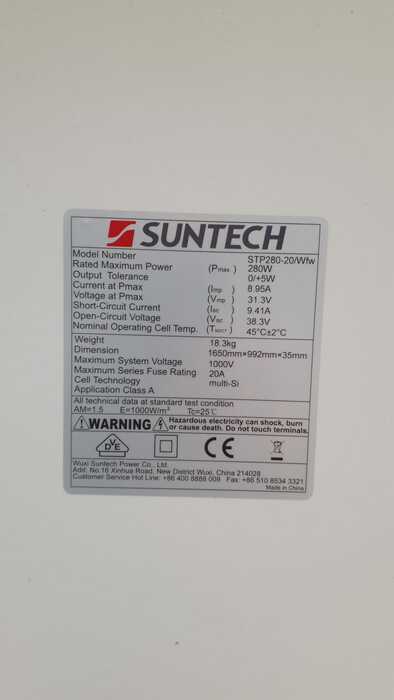 SUNTECH
Model Number STP280-20/Wfw
Rated Maximum Power (Pmax) 280W
Output Tolerance 0/+5W
Current at Pmax (Imp) 8.95A
Voltage at Pmax (Vmp) 31.3V
Short-Circuit Current (Isc) 9.41A
Open-Circuit Voltage (Voc) 38.3V
Nominal Operating Cell Temp. (TNOCT) 45°C±2°C
Weight 18.3kg
Dimension 1650mm×992mm×35mm
Maximum System Voltage 1000V
Maximum Series Fuse Rating 20A
Cell Technology multi-Si
Application Class A
All technical data at standard test condition
AM=1.5 E=1000W/m² Tc=25℃
WARNING Hazardous electricity can shock, burn
or cause death. Do not touch terminals.
DVE CE
Wuxi Suntech Power Co., Ltd.
Add: No.16 Xinhua Road, New District Wuxi, China 214028
Customer Service Hot Line: +86 400 8888 009 Fax: +86 510 8534 3321
Made in China